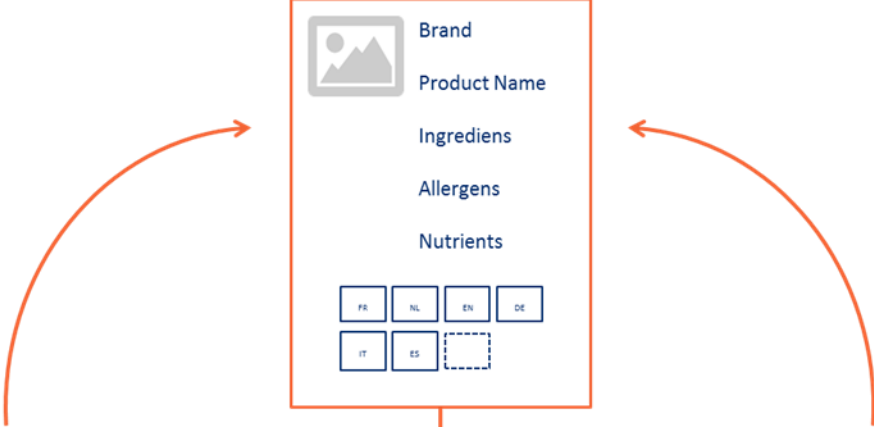 Brand
Product Name
Ingrediens
Allergens
Nutrients
FR NL EN DE
IT ES